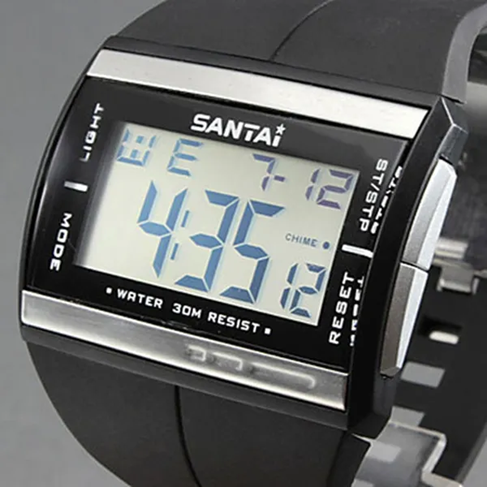 SANTAI
LIGHT
MODE
WE 7-12
4:35
CHIME
12
ST/STP
RESET
WATER 30M RESIST